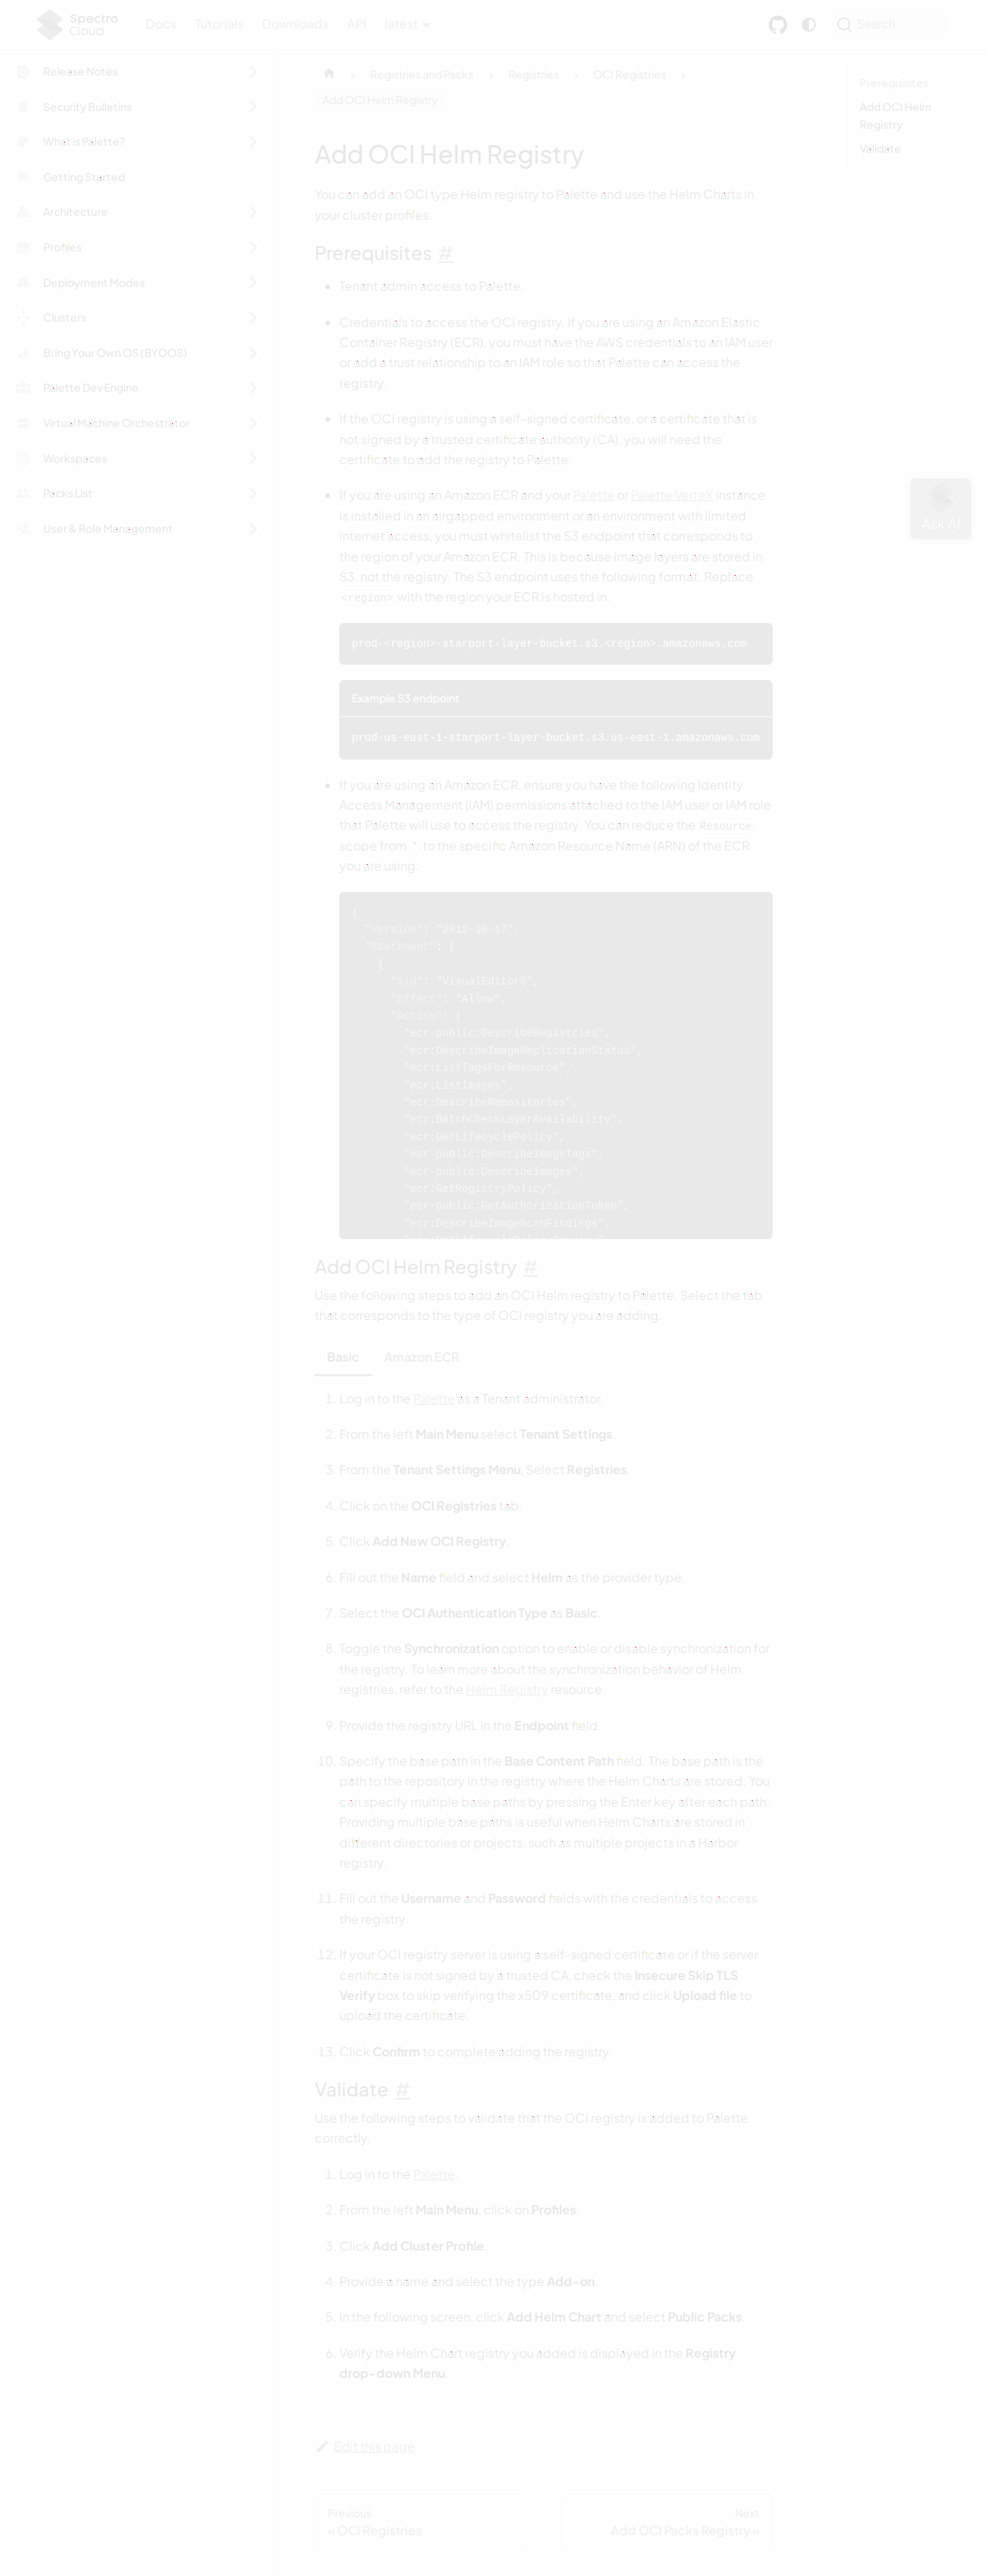 Spectro Cloud
Docs
Tutorials
Downloads
API
latest
Search
Release Notes
Security Bulletins
What is Palette?
Getting Started
Architecture
Profiles
Deployment Modes
Clusters
Bring Your Own OS (BYOOS)
Palette Dev Engine
Virtual Machine Orchestrator
Workspaces
Packs List
User & Role Management
Registries and Packs
Registries
OCI Registries
Add OCI Helm Registry
Add OCI Helm Registry
You can add an OCI type Helm registry to Palette and use the Helm Charts in
your cluster profiles.
Prerequisites #
Tenant admin access to Palette.
Credentials to access the OCI registry. If you are using an Amazon Elastic
Container Registry (ECR), you must have the AWS credentials to an IAM user
or add a trust relationship to an IAM role so that Palette can access the
registry.
If the OCI registry is using a self-signed certificate, or a certificate that is
not signed by a trusted certificate authority (CA), you will need the
certificate to add the registry to Palette.
If you are using an Amazon ECR and your Palette or Palette VerteX instance
is installed in an airgapped environment or an environment with limited
internet access, you must whitelist the S3 endpoint that corresponds to
the region of your Amazon ECR. This is because image layers are stored in
S3, not the registry. The S3 endpoint uses the following format. Replace
<region> with the region your ECR is hosted in.
prod-<region>-starport-layer-bucket.s3.<region>.amazonaws.com
Example S3 endpoint
prod-us-east-1-starport-layer-bucket.s3.us-east-1.amazonaws.com
If you are using an Amazon ECR, ensure you have the following Identity
Access Management (IAM) permissions attached to the IAM user or IAM role
that Palette will use to access the registry. You can reduce the Resource
scope from * to the specific Amazon Resource Name (ARN) of the ECR
you are using.
{
"Version": "2012-10-17",
"Statement": [
{
"Sid": "VisualEditor0",
"Effect": "Allow",
"Action": [
"ecr-public:DescribeRegistries",
"ecr:DescribeImageReplicationStatus",
"ecr:ListTagsForResource",
"ecr:ListImages",
"ecr:DescribeRepositories",
"ecr:BatchCheckLayerAvailability",
"ecr:GetLifecyclePolicy",
"ecr-public:DescribeImageTags",
"ecr-public:DescribeImages",
"ecr:GetRegistryPolicy",
"ecr-public:GetAuthorizationToken",
"ecr:DescribeImageScanFindings",
Add OCI Helm Registry #
Use the following steps to add an OCI Helm registry to Palette. Select the tab
that corresponds to the type of OCI registry you are adding.
Basic
Amazon ECR
1. Log in to the Palette as a Tenant administrator.
2. From the left Main Menu select Tenant Settings.
3. From the Tenant Settings Menu, Select Registries.
4. Click on the OCI Registries tab.
5. Click Add New OCI Registry.
6. Fill out the Name field and select Helm as the provider type.
7. Select the OCI Authentication Type as Basic.
8. Toggle the Synchronization option to enable or disable synchronization for
the registry. To learn more about the synchronization behavior of Helm
registries, refer to the Helm Registry resource.
9. Provide the registry URL in the Endpoint field.
10. Specify the base path in the Base Content Path field. The base path is the
path to the repository in the registry where the Helm Charts are stored. You
can specify multiple base paths by pressing the Enter key after each path.
Providing multiple base paths is useful when Helm Charts are stored in
different directories or projects, such as multiple projects in a Harbor
registry.
11. Fill out the Username and Password fields with the credentials to access
the registry.
12. If your OCI registry server is using a self-signed certificate or if the server
certificate is not signed by a trusted CA, check the Insecure Skip TLS
Verify box to skip verifying the x509 certificate, and click Upload file to
upload the certificate.
13. Click Confirm to complete adding the registry.
Validate #
Use the following steps to validate that the OCI registry is added to Palette
correctly.
1. Log in to the Palette.
2. From the left Main Menu, click on Profiles.
3. Click Add Cluster Profile.
4. Provide a name and select the type Add-on.
5. In the following screen, click Add Helm Chart and select Public Packs.
6. Verify the Helm Chart registry you added is displayed in the Registry
drop-down Menu.
Edit this page
Previous
« OCI Registries
Next
Add OCI Packs Registry »
Prerequisites
Add OCI Helm
Registry
Validate
Ask AI